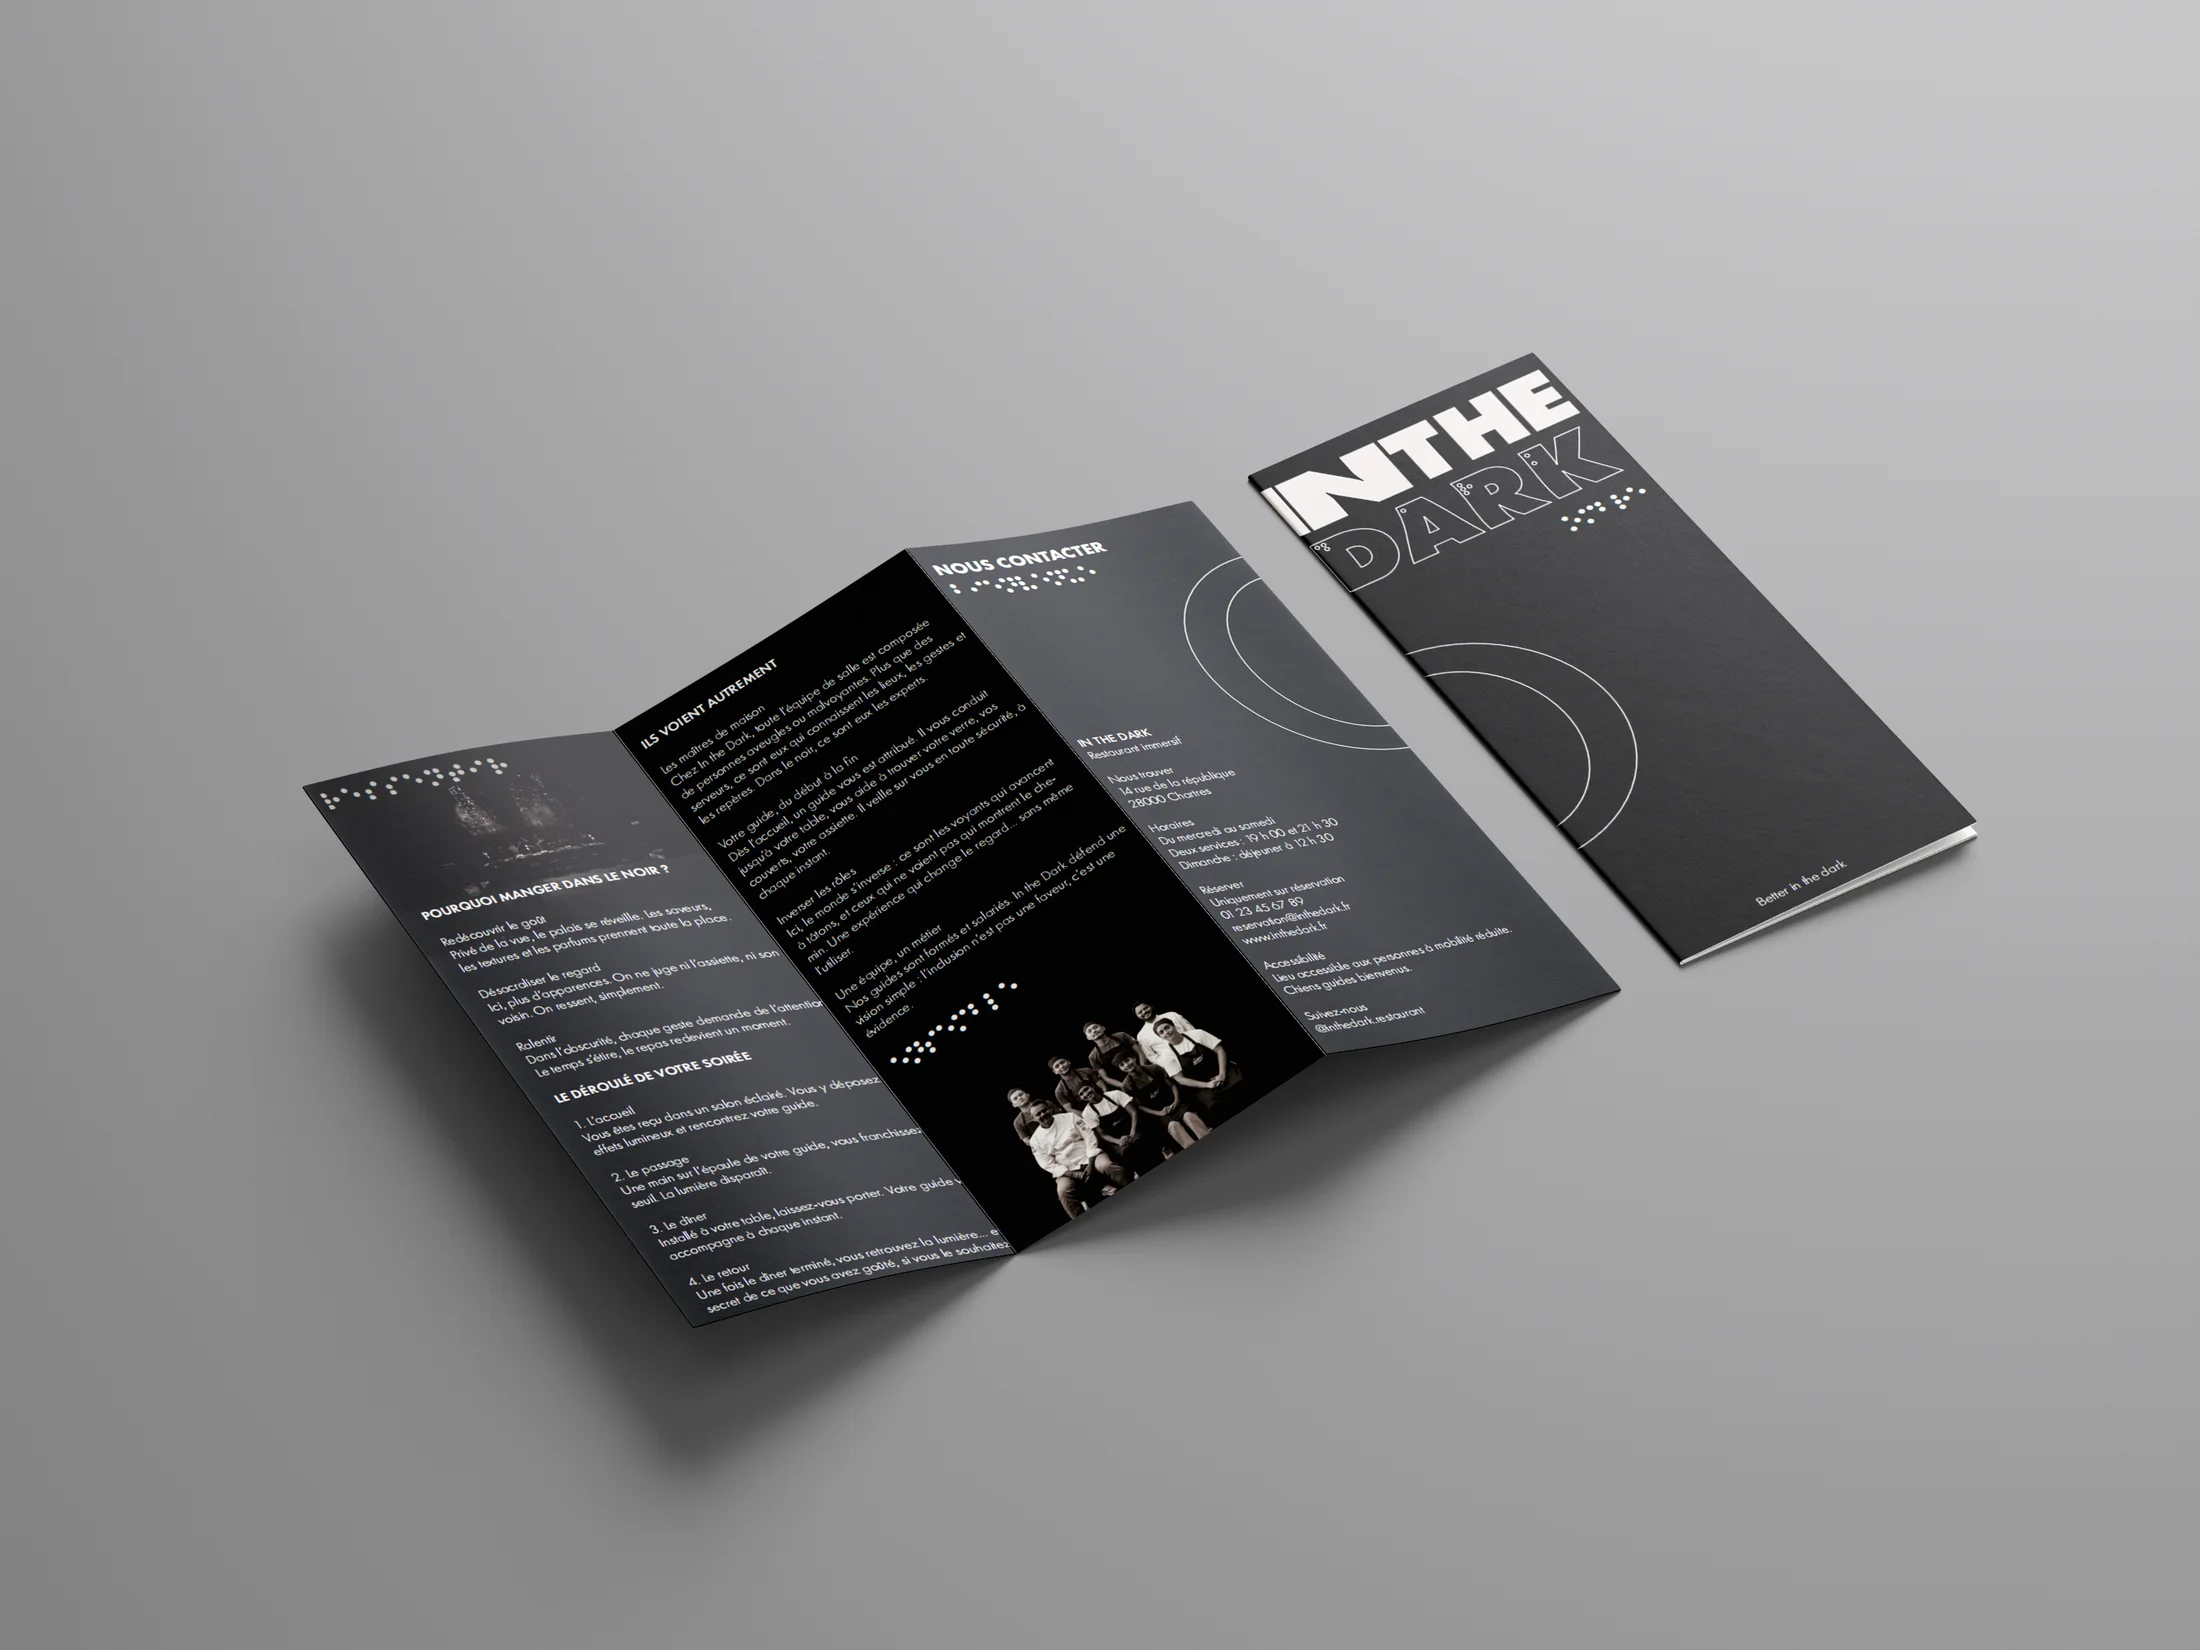 POURQUOI MANGER DANS LE NOIR ?
Redécouvrir le goût
Privé de la vue, le palais se réveille. Les saveurs,
les textures et les parfums prennent toute la place.
Désacraliser le regard
Ici, plus d'apparences. On ne juge ni l'assiette, ni son
voisin. On ressent, simplement.
Ralentir
Dans l'obscurité, chaque geste demande de l'attention
Le temps s'étire, le repas redevient un moment.
LE DÉROULÉ DE VOTRE SOIRÉE
1. L'accueil
Vous êtes reçu dans un salon éclairé. Vous y déposez
effets lumineux et rencontrez votre guide.
2. Le passage
Une main sur l'épaule de votre guide, vous franchissez
seuil. La lumière disparaît.
3. Le dîner
Installé à votre table, laissez-vous porter. Votre guide v
accompagne à chaque instant.
4. Le retour
Une fois le dîner terminé, vous retrouvez la lumière... e
secret de ce que vous avez goûté, si vous le souhaitez
ILS VOIENT AUTREMENT
Les maîtres de maison
Chez In the Dark, toute l'équipe de salle est composée
de personnes aveugles ou malvoyantes. Plus que des
serveurs, ce sont eux qui connaissent les lieux, les gestes et
les repères. Dans le noir, ce sont eux les experts.
Votre guide, du début à la fin
Dès l'accueil, un guide vous est attribué. Il vous conduit
jusqu'à votre table, vous aide à trouver votre verre, vos
couverts, votre assiette. Il veille sur vous en toute sécurité, à
chaque instant.
Inverser les rôles
Ici, le monde s'inverse : ce sont les voyants qui avancent
à tâtons, et ceux qui ne voient pas qui montrent le che-
min. Une expérience qui change le regard... sans même
l'utiliser.
Une équipe, un métier
Nos guides sont formés et salariés. In the Dark défend une
vision simple : l'inclusion n'est pas une faveur, c'est une
évidence.
NOUS CONTACTER
IN THE DARK
Restaurant immersif
Nous trouver
14 rue de la république
28000 Chartres
Horaires
Du mercredi au samedi
Deux services : 19 h 00 et 21 h 30
Dimanche : déjeuner à 12 h 30
Réserver
Uniquement sur réservation
01 23 45 67 89
reservation@inthedark.fr
www.inthedark.fr
Accessibilité
Lieu accessible aux personnes à mobilité réduite.
Chiens guides bienvenus.
Suivez-nous
@inthedark.restaurant
IN THE
DARK
Better in the dark